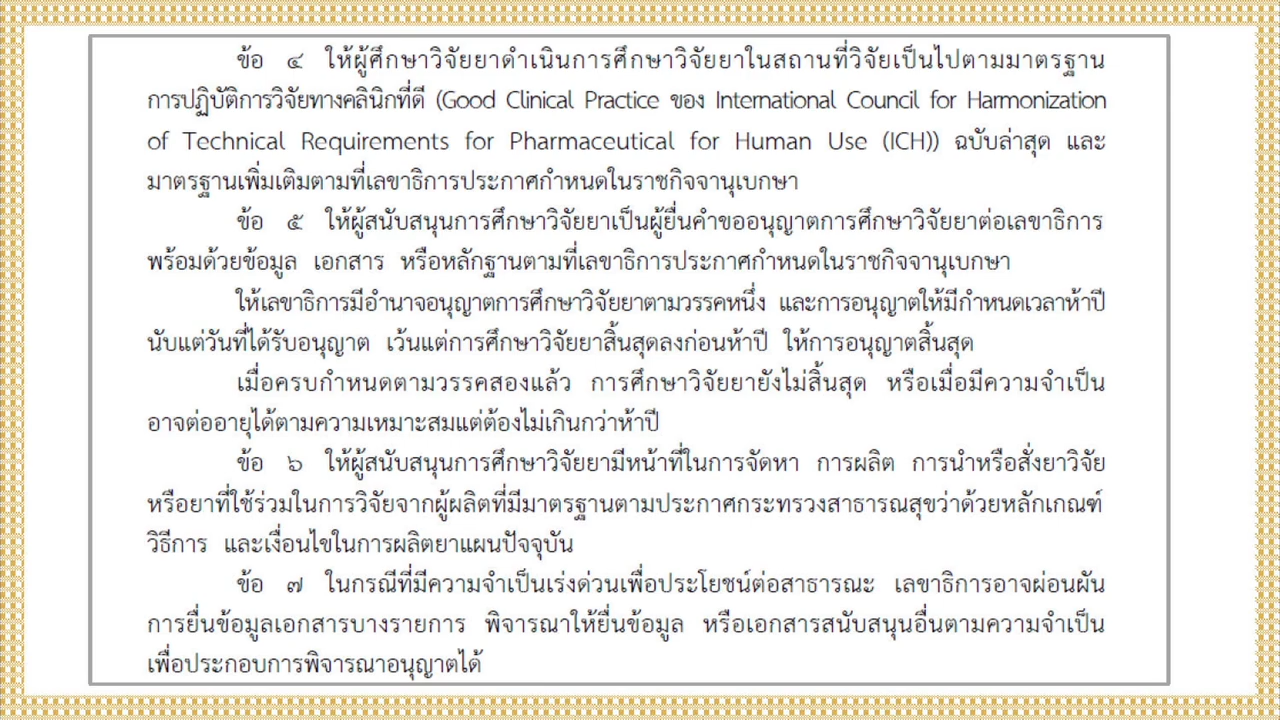 ข้อ ๔ ให้ผู้ศึกษาวิจัยยาดำเนินการศึกษาวิจัยยาในสถานที่วิจัยเป็นไปตามมาตรฐาน
การปฏิบัติการวิจัยทางคลินิกที่ดี (Good Clinical Practice ของ International Council for Harmonization
of Technical Requirements for Pharmaceutical for Human Use (ICH)) ฉบับล่าสุด และ
มาตรฐานเพิ่มเติมตามที่เลขาธิการประกาศกำหนดในราชกิจจานุเบกษา
ข้อ ๕ ให้ผู้สนับสนุนการศึกษาวิจัยยาเป็นผู้ยื่นคำขออนุญาตการศึกษาวิจัยยาต่อเลขาธิการ
พร้อมด้วยข้อมูล เอกสาร หรือหลักฐานตามที่เลขาธิการประกาศกำหนดในราชกิจจานุเบกษา
ให้เลขาธิการมีอำนาจอนุญาตการศึกษาวิจัยยาตามวรรคหนึ่ง และการอนุญาตให้มีกำหนดเวลาห้าปี
นับแต่วันที่ได้รับอนุญาต เว้นแต่การศึกษาวิจัยยาสิ้นสุดลงก่อนห้าปี ให้การอนุญาตสิ้นสุด
เมื่อครบกำหนดตามวรรคสองแล้ว การศึกษาวิจัยยายังไม่สิ้นสุด หรือเมื่อมีความจำเป็น
อาจต่ออายุได้ตามความเหมาะสมแต่ต้องไม่เกินกว่าห้าปี
ข้อ ๖ ให้ผู้สนับสนุนการศึกษาวิจัยยามีหน้าที่ในการจัดหา การผลิต การนำหรือสั่งยาวิจัย
หรือยาที่ใช้ร่วมในการวิจัยจากผู้ผลิตที่มีมาตรฐานตามประกาศกระทรวงสาธารณสุขว่าด้วยหลักเกณฑ์
วิธีการ และเงื่อนไขในการผลิตยาแผนปัจจุบัน
ข้อ ๗ ในกรณีที่มีความจำเป็นเร่งด่วนเพื่อประโยชน์ต่อสาธารณะ เลขาธิการอาจผ่อนผัน
การยื่นข้อมูลเอกสารบางรายการ พิจารณาให้ยื่นข้อมูล หรือเอกสารสนับสนุนอื่นตามความจำเป็น
เพื่อประกอบการพิจารณาอนุญาตได้